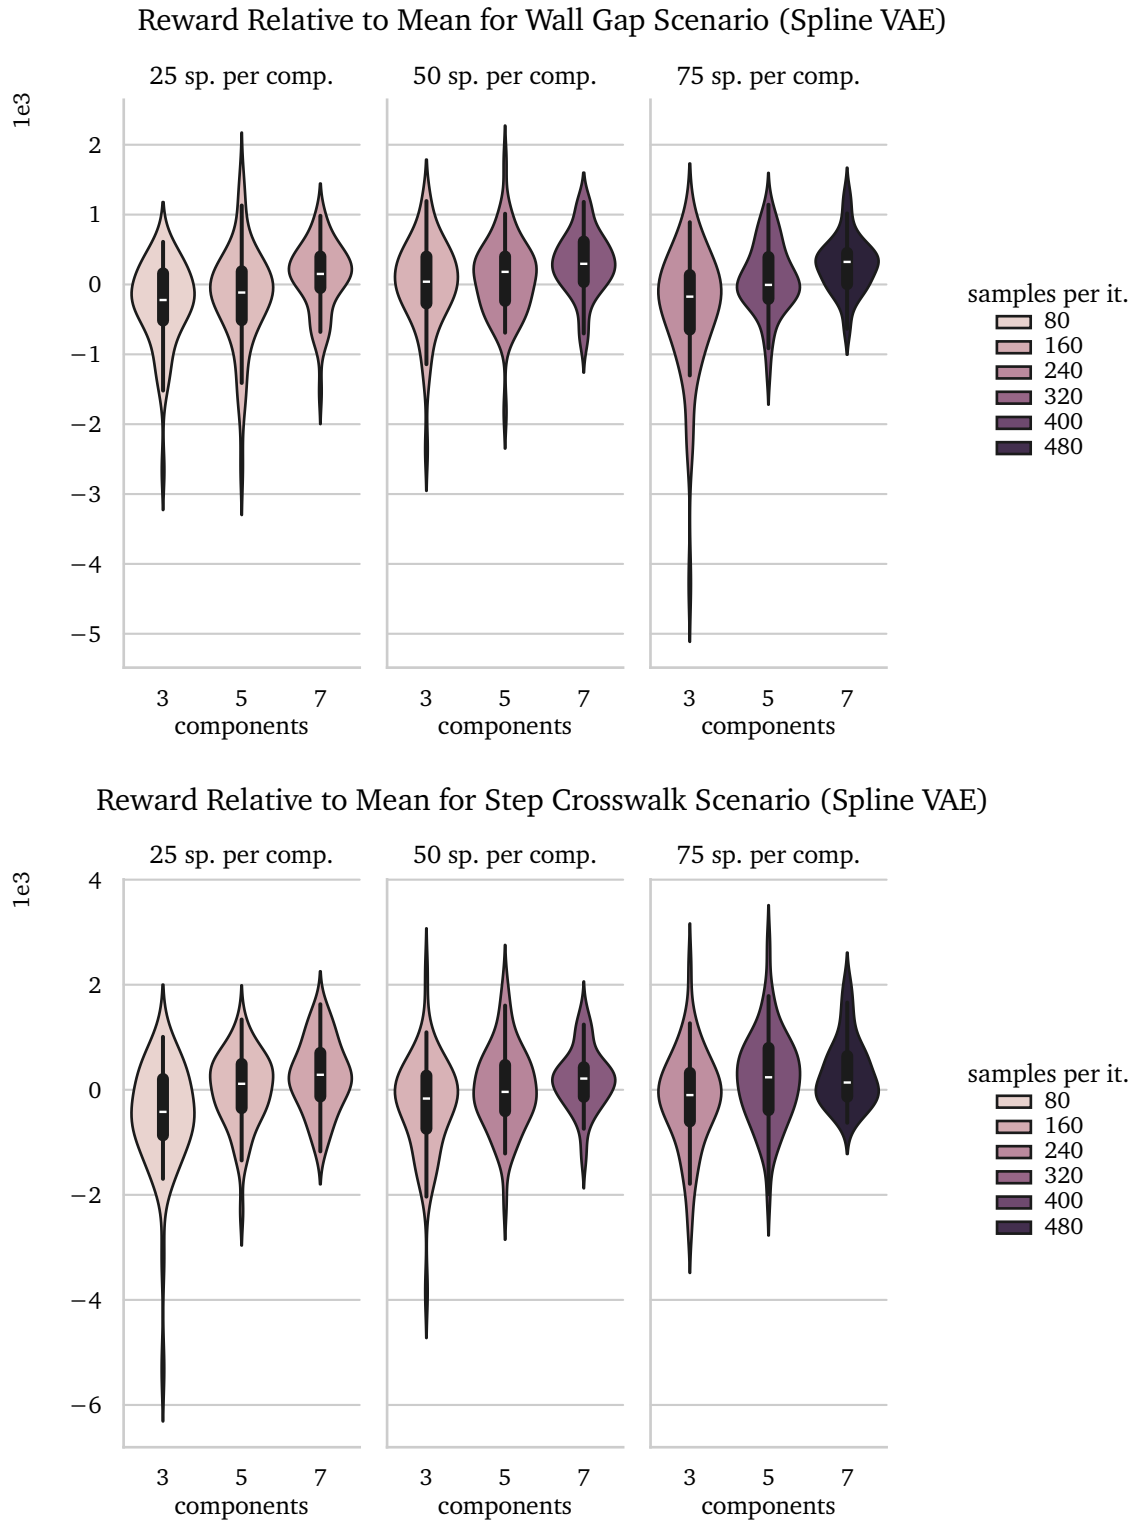 Reward Relative to Mean for Wall Gap Scenario (Spline VAE)
25 sp. per comp. 50 sp. per comp. 75 sp. per comp.
1e3
2
1
0
−1
−2
−3
−4
−5
3 5 7 3 5 7 3 5 7
components components components
samples per it.
80
160
240
320
400
480
Reward Relative to Mean for Step Crosswalk Scenario (Spline VAE)
25 sp. per comp. 50 sp. per comp. 75 sp. per comp.
1e3
4
2
0
−2
−4
−6
3 5 7 3 5 7 3 5 7
components components components
samples per it.
80
160
240
320
400
480